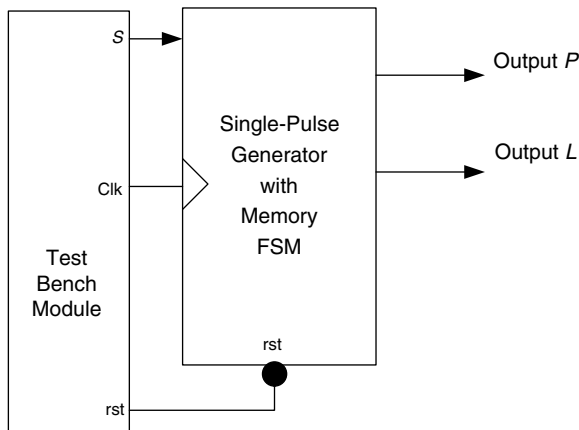 S
Output P
Single-Pulse
Generator
with
Memory
FSM
Output L
Clk
Test
Bench
Module
rst
rst